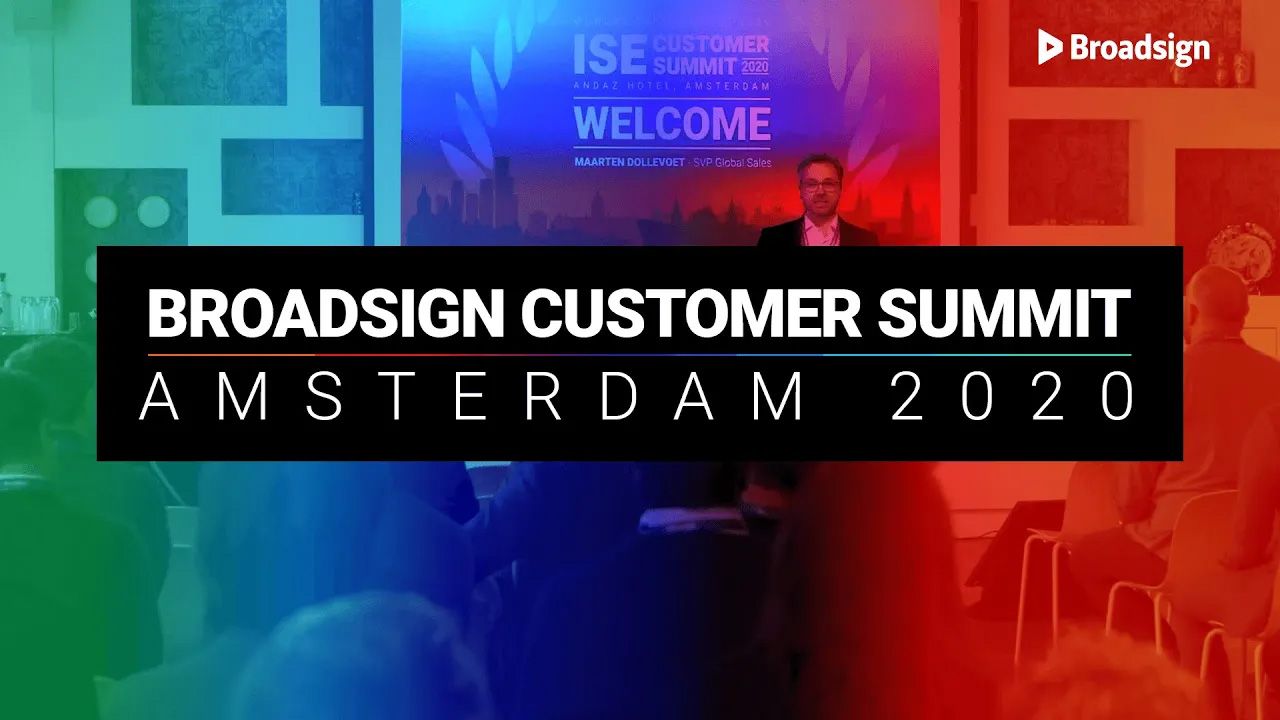 Broadsign
ISE CUSTOMER
SUMMIT 2020
ANDAZ HOTEL, AMSTERDAM
WELCOME
MAARTEN DOLLEVOET - SVP Global Sales
BROADSIGN CUSTOMER SUMMIT
AMSTERDAM 2020